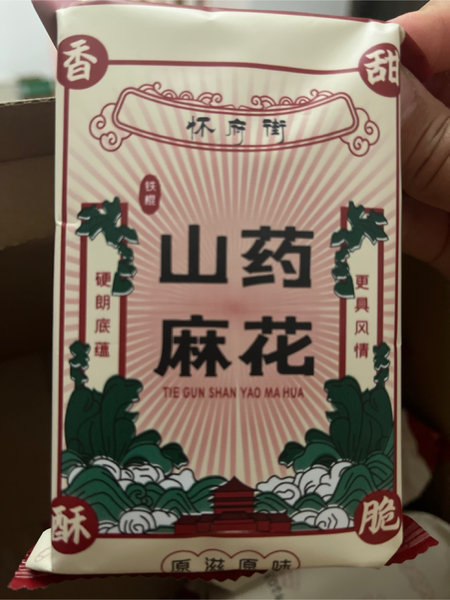 香
甜
怀府街
铁棍
山药
麻花
TIE GUN SHAN YAO MA HUA
硬朗底蕴
更具风情
酥
脆
原滋原味